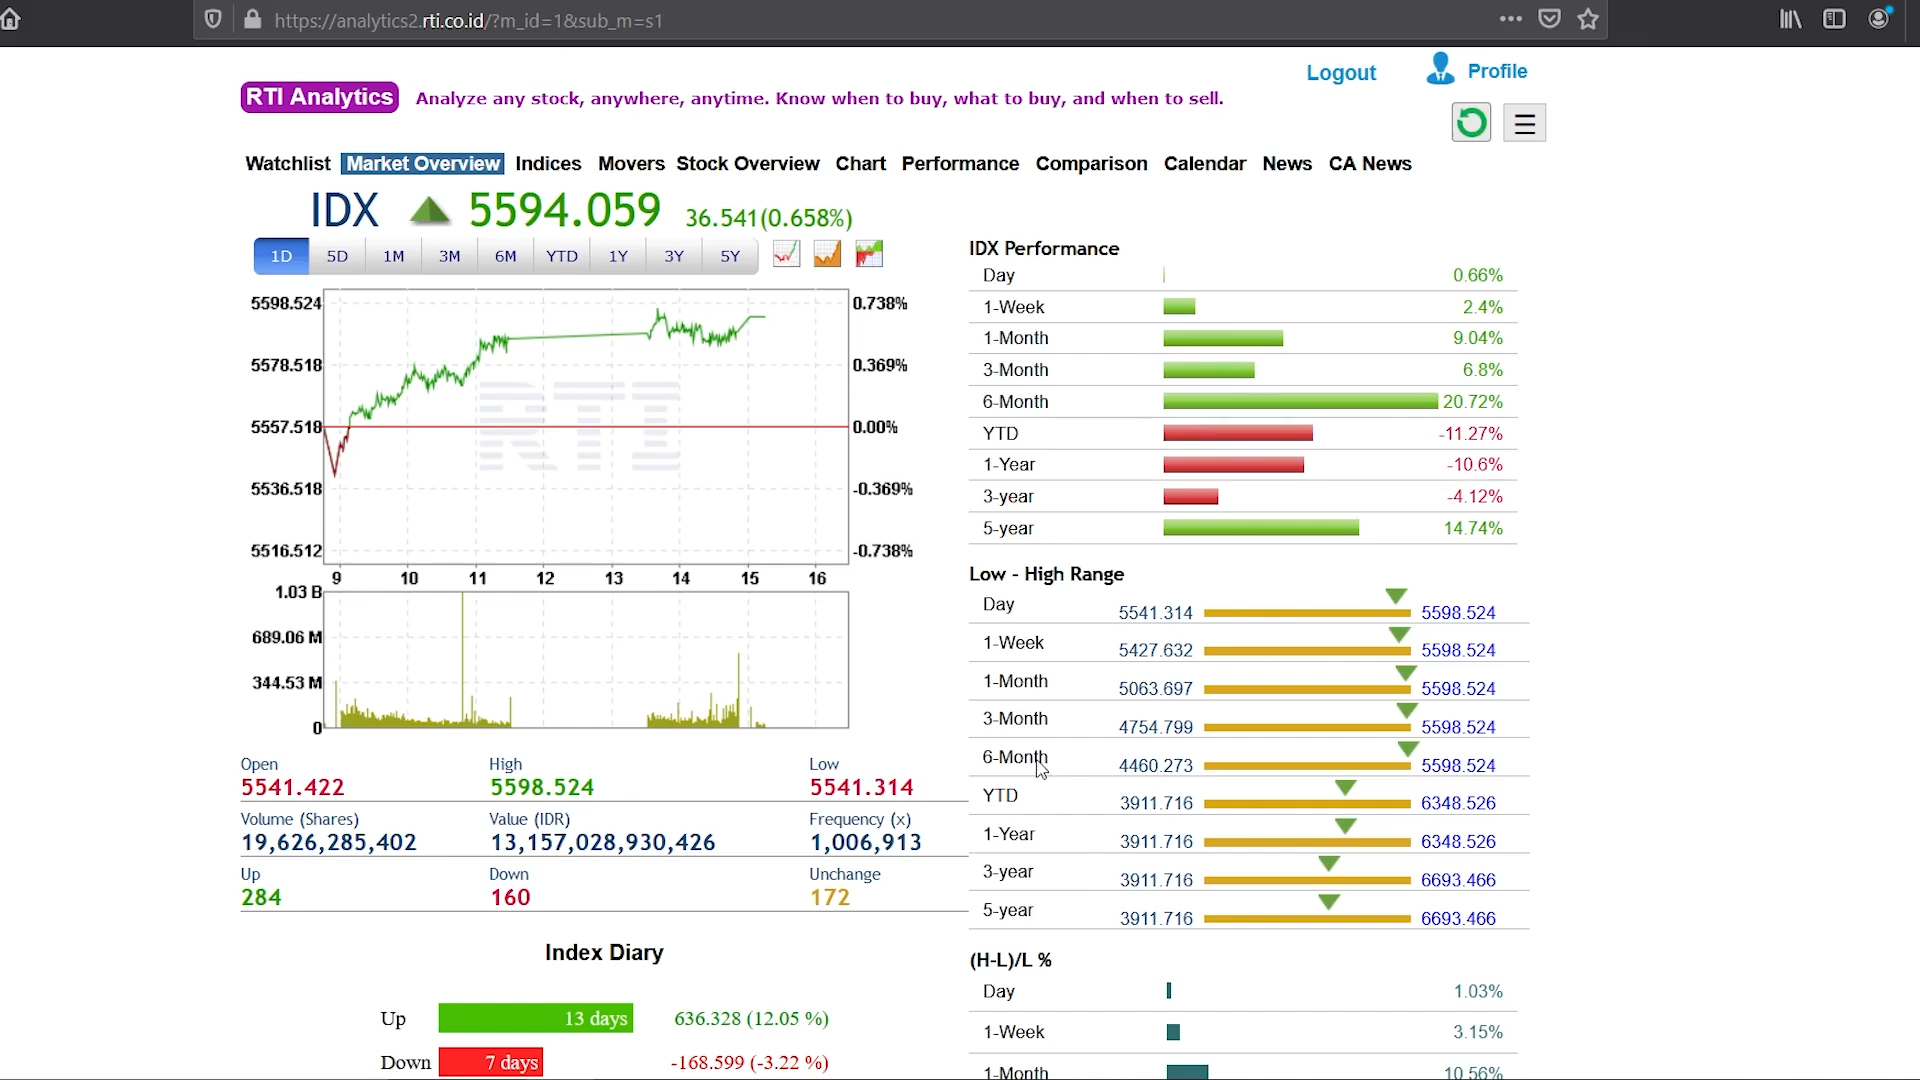 https://analytics2.rti.co.id/?m_id=1&sub_m=s1
Logout
Profile
RTI Analytics
Analyze any stock, anywhere, anytime. Know when to buy, what to buy, and when to sell.
Watchlist Market Overview Indices Movers Stock Overview Chart Performance Comparison Calendar News CA News
IDX 5594.059 36.541(0.658%)
1D 5D 1M 3M 6M YTD 1Y 3Y 5Y
5598.524 0.738%
5578.518 0.369%
5557.518 0.00%
5536.518 -0.369%
5516.512 -0.738%
RTI
9 10 11 12 13 14 15 16
1.03 B
689.06 M
344.53 M
0
Open High Low
5541.422 5598.524 5541.314
Volume (Shares) Value (IDR) Frequency (x)
19,626,285,402 13,157,028,930,426 1,006,913
Up Down Unchange
284 160 172
Index Diary
Up 13 days 636.328 (12.05 %)
Down 7 days -168.599 (-3.22 %)
IDX Performance
Day 0.66%
1-Week 2.4%
1-Month 9.04%
3-Month 6.8%
6-Month 20.72%
YTD -11.27%
1-Year -10.6%
3-year -4.12%
5-year 14.74%
Low - High Range
Day 5541.314 5598.524
1-Week 5427.632 5598.524
1-Month 5063.697 5598.524
3-Month 4754.799 5598.524
6-Month 4460.273 5598.524
YTD 3911.716 6348.526
1-Year 3911.716 6348.526
3-year 3911.716 6693.466
5-year 3911.716 6693.466
(H-L)/L %
Day 1.03%
1-Week 3.15%
1-Month 10.56%